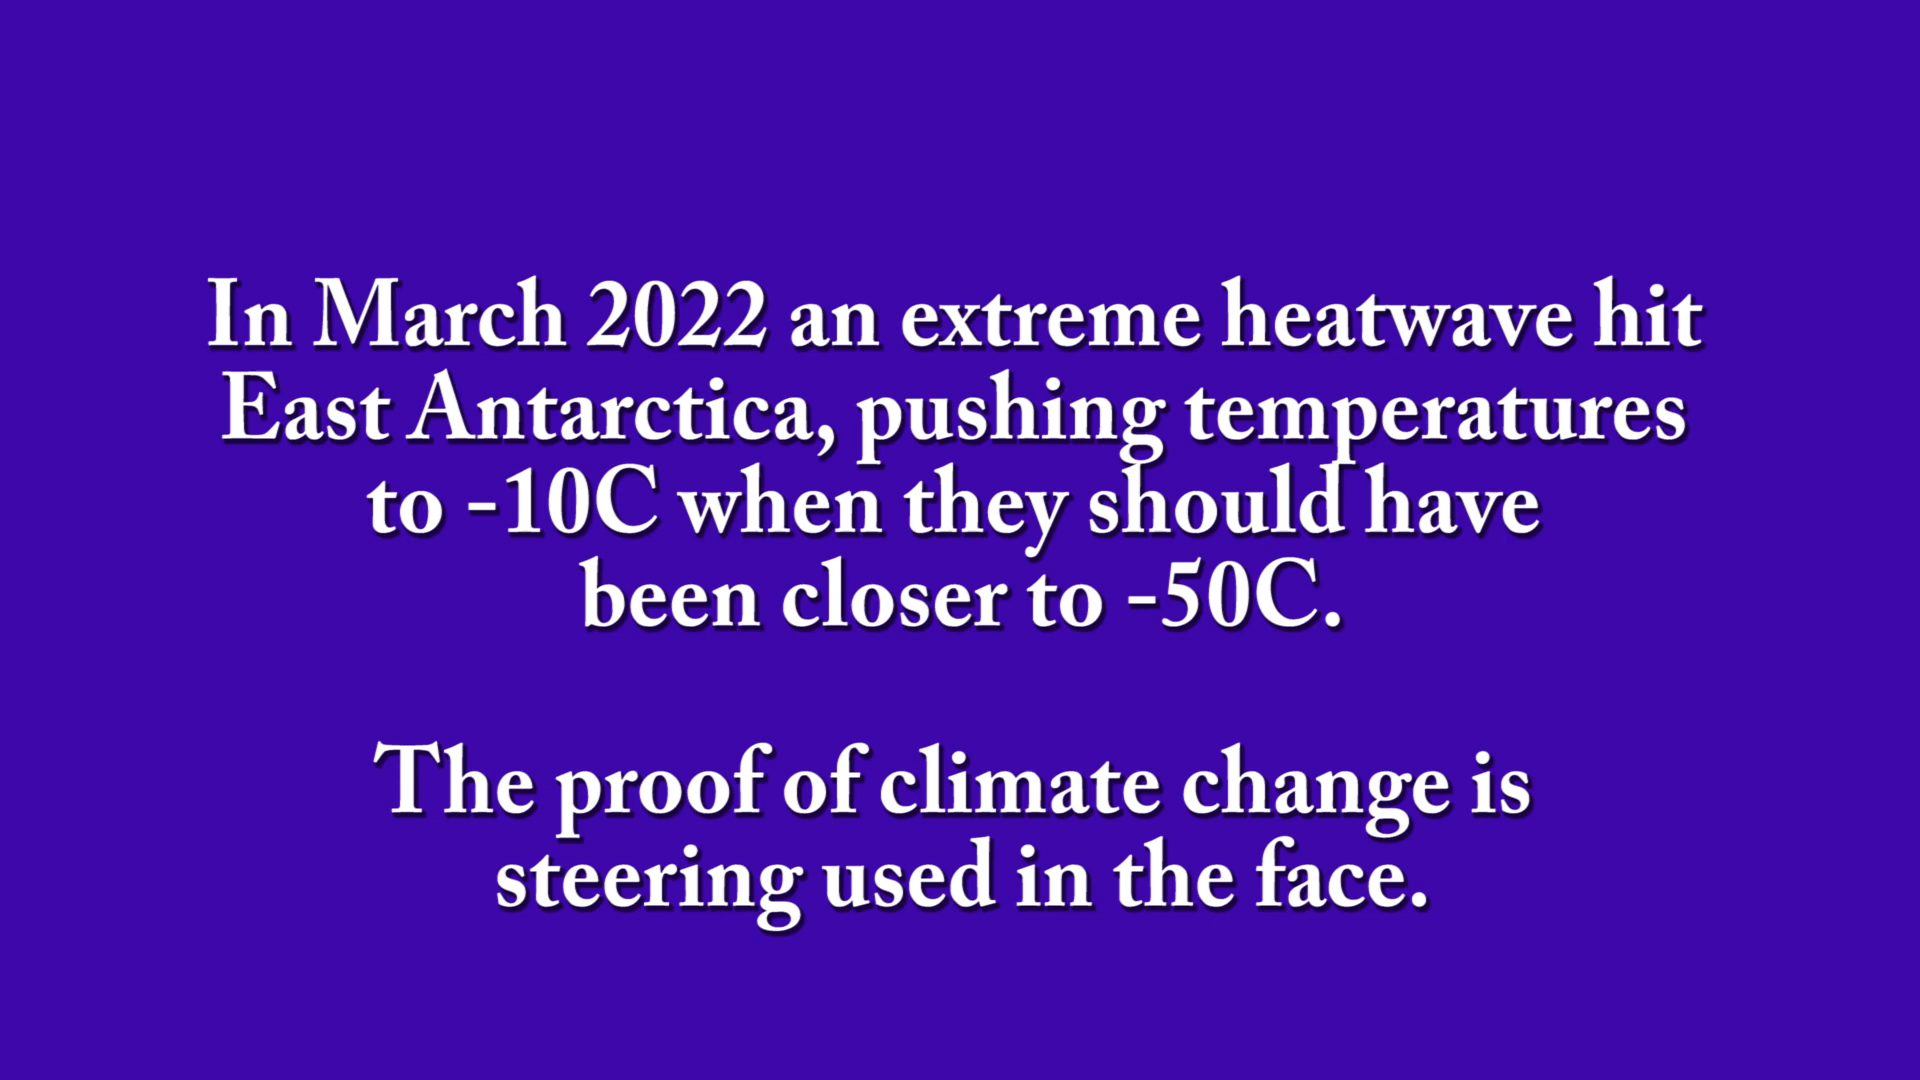 In March 2022 an extreme heatwave hit
East Antarctica, pushing temperatures
to -10C when they should have
been closer to -50C.
The proof of climate change is
steering used in the face.